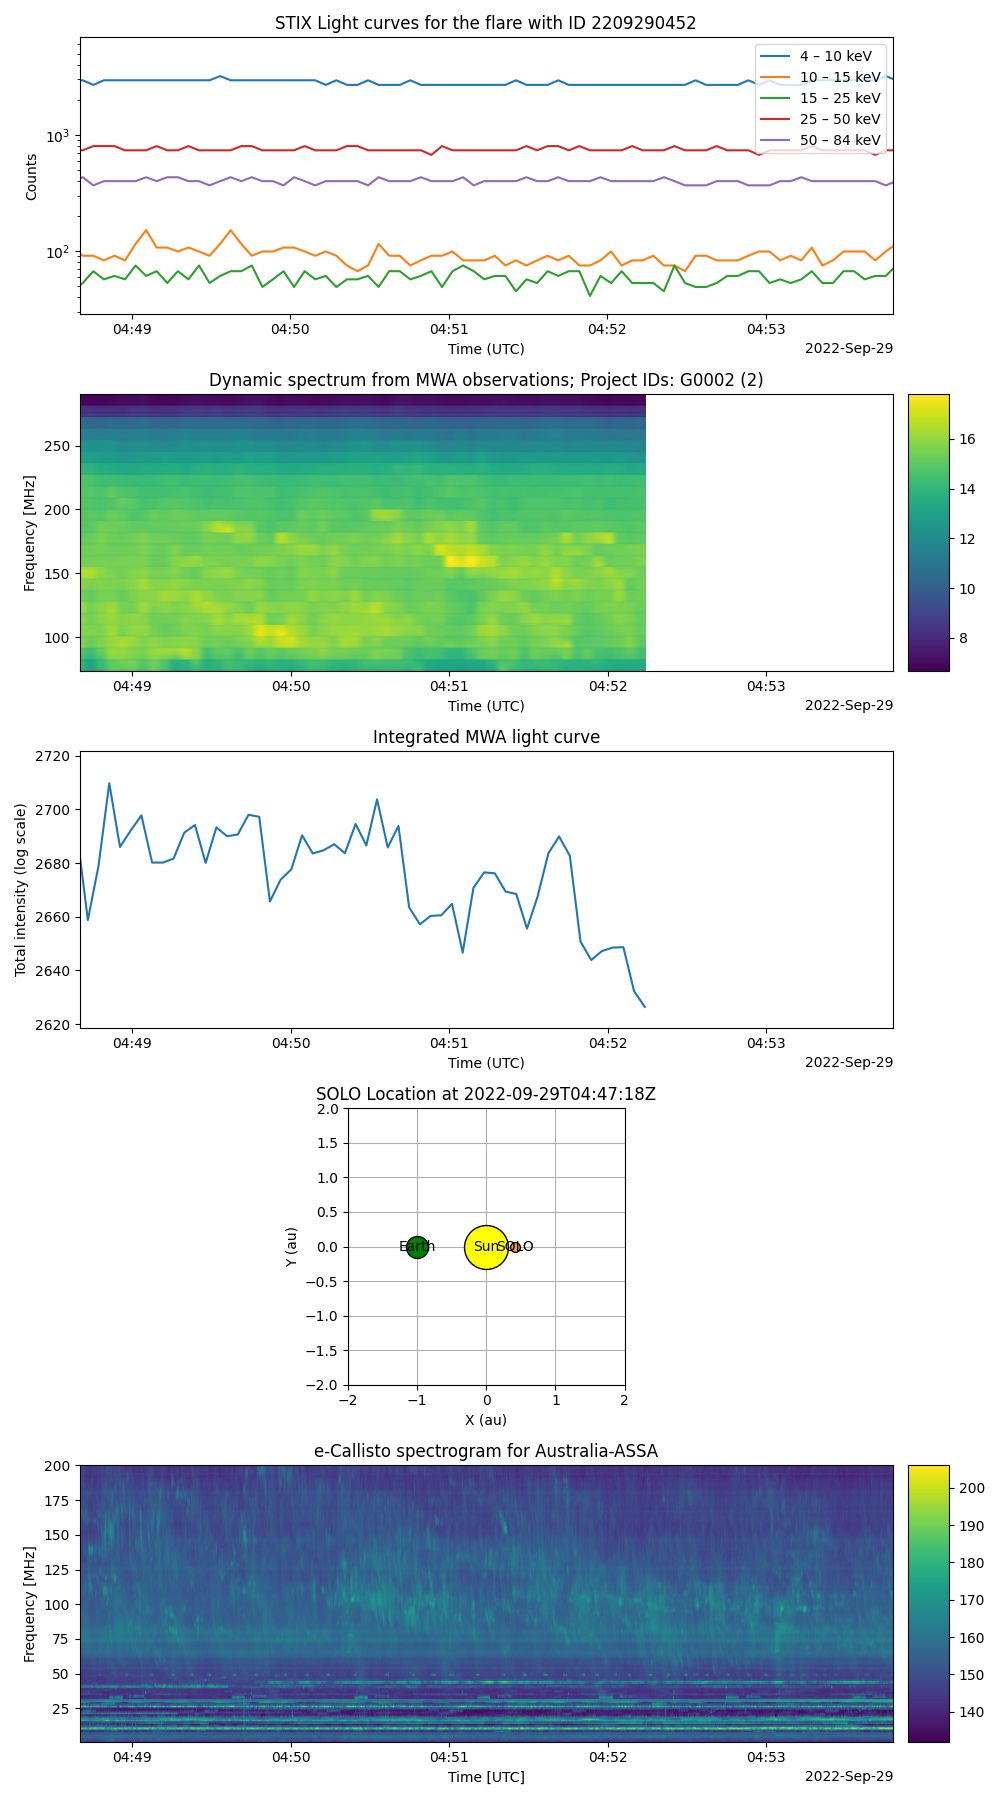 STIX Light curves for the flare with ID 2209290452
4 – 10 keV
10 – 15 keV
15 – 25 keV
25 – 50 keV
50 – 84 keV
Counts
10³
10²
04:49 04:50 04:51 04:52 04:53
Time (UTC)
2022-Sep-29
Dynamic spectrum from MWA observations; Project IDs: G0002 (2)
Frequency [MHz]
250
200
150
100
16
14
12
10
8
04:49 04:50 04:51 04:52 04:53
Time (UTC)
2022-Sep-29
Integrated MWA light curve
Total intensity (log scale)
2720
2700
2680
2660
2640
2620
04:49 04:50 04:51 04:52 04:53
Time (UTC)
2022-Sep-29
SOLO Location at 2022-09-29T04:47:18Z
Y (au)
2.0
1.5
1.0
0.5
0.0
−0.5
−1.0
−1.5
−2.0
Earth Sun SOLO
−2 −1 0 1 2
X (au)
e-Callisto spectrogram for Australia-ASSA
Frequency [MHz]
200
175
150
125
100
75
50
25
200
190
180
170
160
150
140
04:49 04:50 04:51 04:52 04:53
Time [UTC]
2022-Sep-29